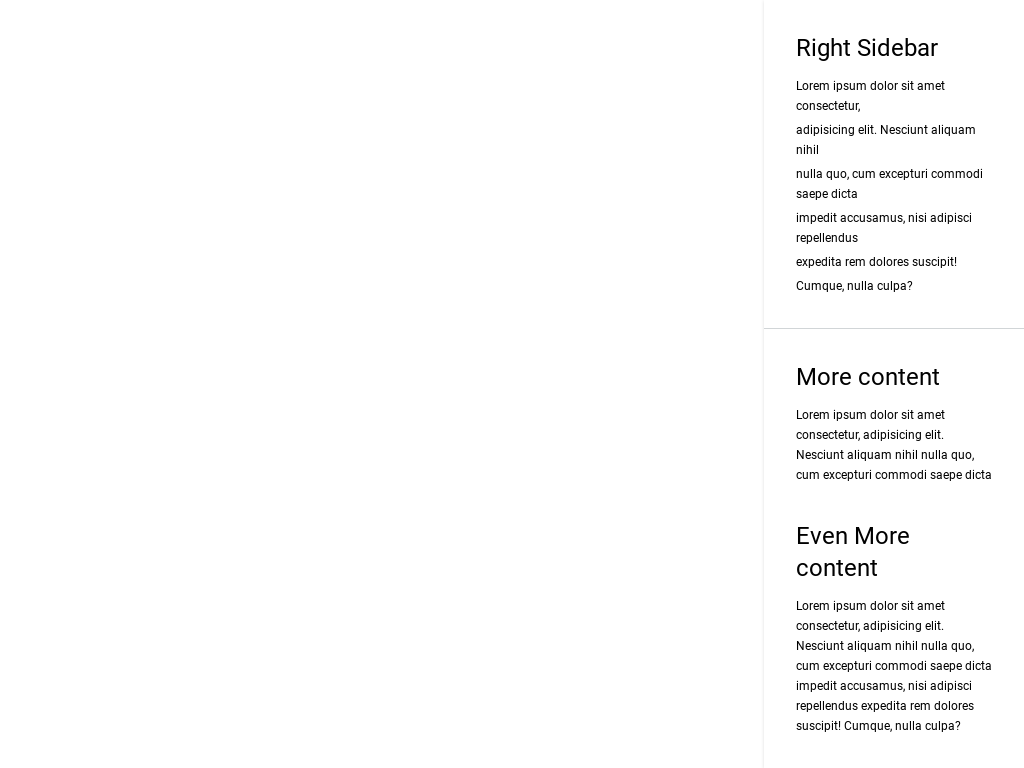 Right Sidebar
Lorem ipsum dolor sit amet
consectetur,
adipisicing elit. Nesciunt aliquam
nihil
nulla quo, cum excepturi commodi
saepe dicta
impedit accusamus, nisi adipisci
repellendus
expedita rem dolores suscipit!
Cumque, nulla culpa?
More content
Lorem ipsum dolor sit amet
consectetur, adipisicing elit.
Nesciunt aliquam nihil nulla quo,
cum excepturi commodi saepe dicta
Even More
content
Lorem ipsum dolor sit amet
consectetur, adipisicing elit.
Nesciunt aliquam nihil nulla quo,
cum excepturi commodi saepe dicta
impedit accusamus, nisi adipisci
repellendus expedita rem dolores
suscipit! Cumque, nulla culpa?